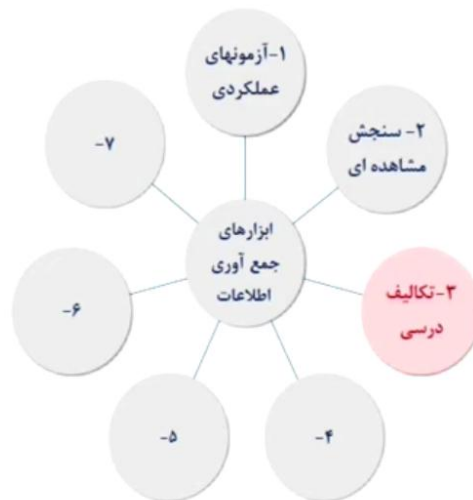 ۱-آزمونهای
عملکردی
۲- سنجش
مشاهده ای
۳-تکالیف
درسی
۴-
۵-
۶-
۷-
ابزارهای
جمع آوری
اطلاعات